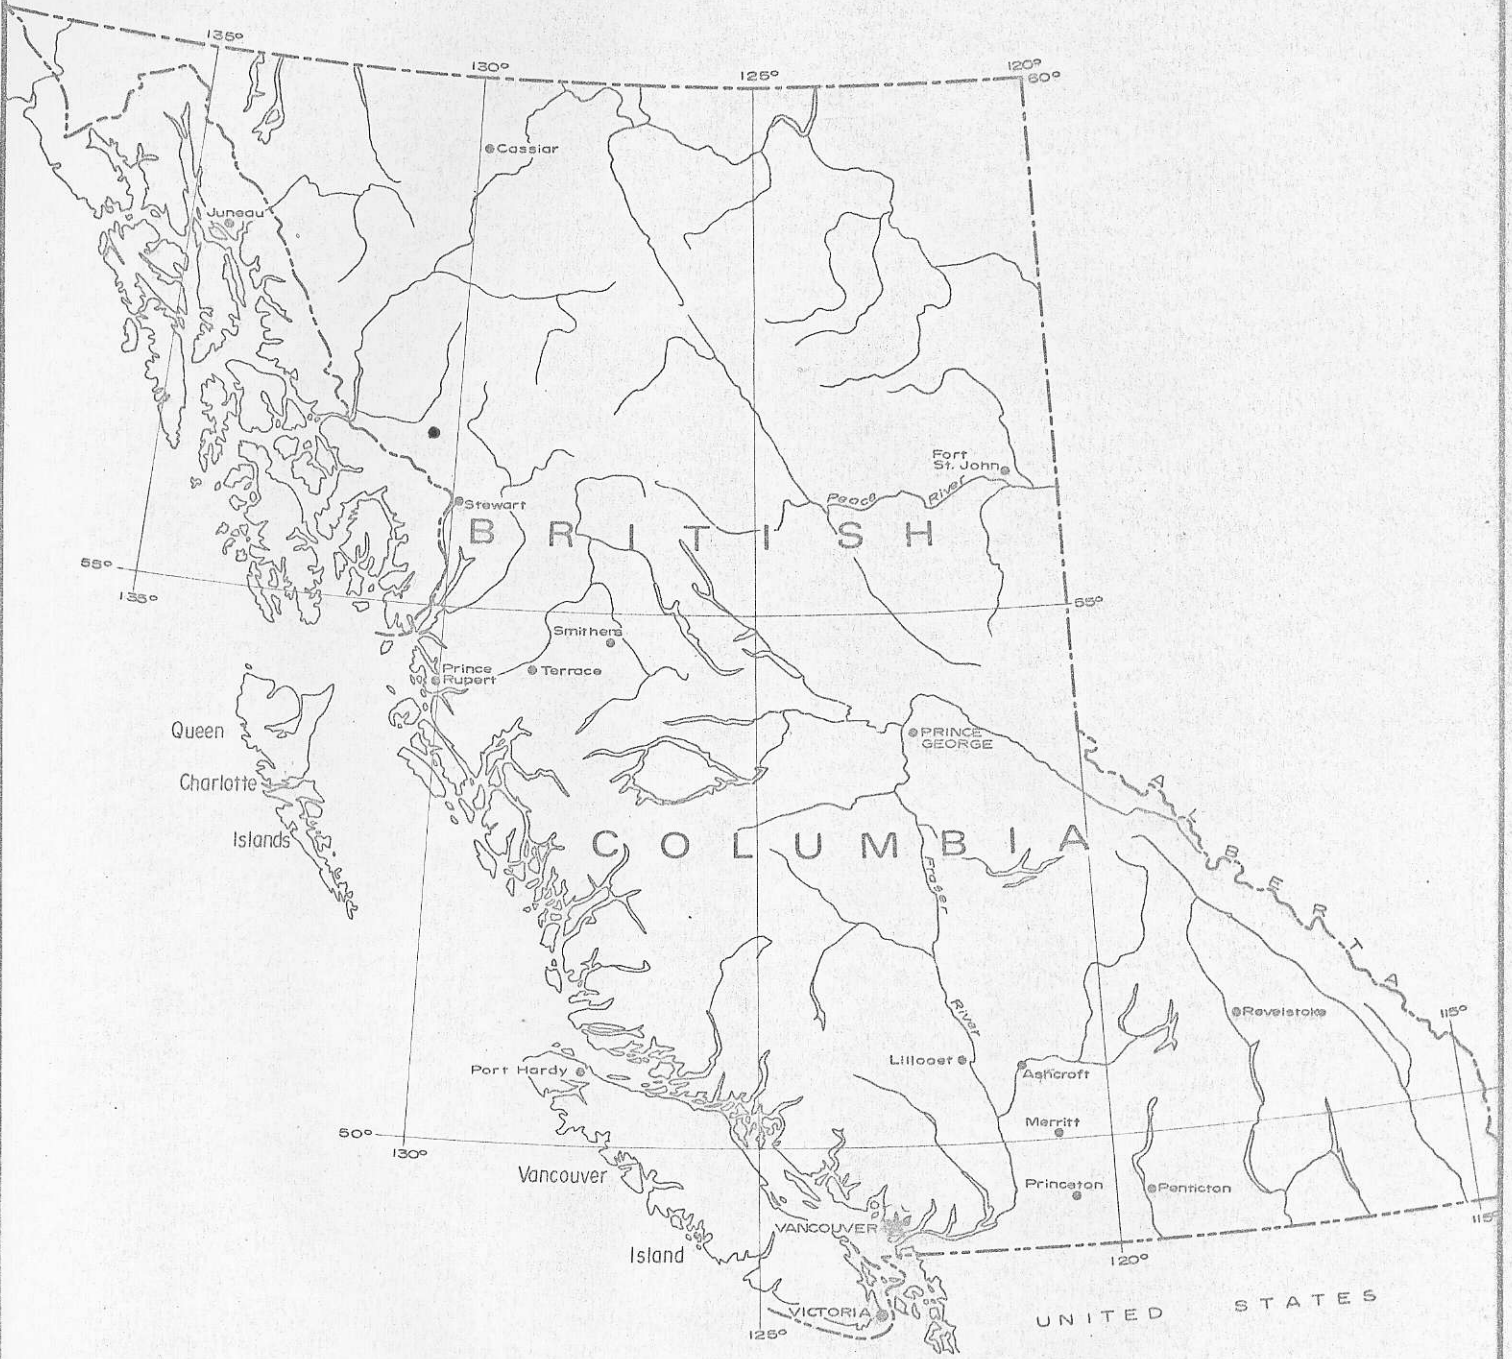 135°
130°
125°
120°
60°
Cassiar
Juneau
Fort
St. John
Peace River
Stewart
BRITISH
55°
135°
55°
Smithers
Terrace
Prince
Rupert
Queen
Charlotte
Islands
PRINCE
GEORGE
ALBERTA
COLUMBIA
Fraser
River
Revelstoke
115°
Lillooet
Ashcroft
Port Hardy
Merritt
50°
130°
Vancouver
Island
Princeton
Penticton
VANCOUVER
115°
120°
VICTORIA
125°
UNITED STATES